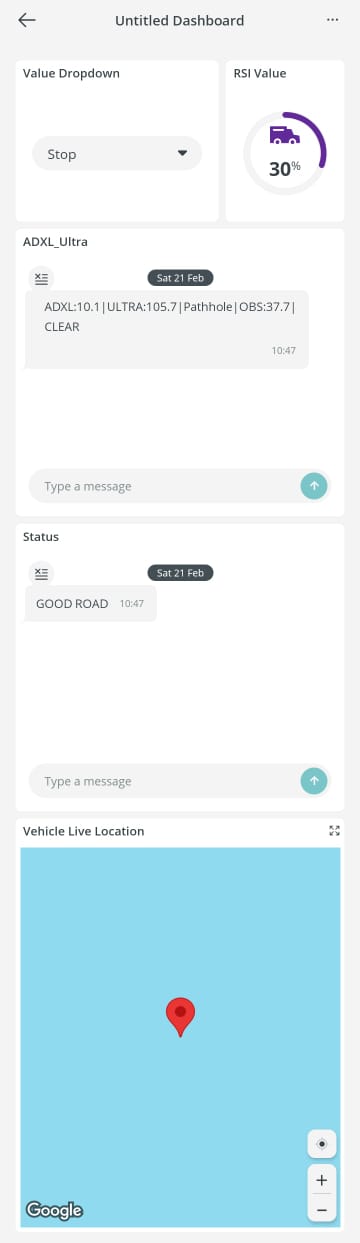 Untitled Dashboard
Value Dropdown
RSI Value
Stop
30%
ADXL_Ultra
Sat 21 Feb
ADXL:10.1|ULTRA:105.7|Pathhole|OBS:37.7|
CLEAR
10:47
Type a message
Status
Sat 21 Feb
GOOD ROAD 10:47
Type a message
Vehicle Live Location
Google